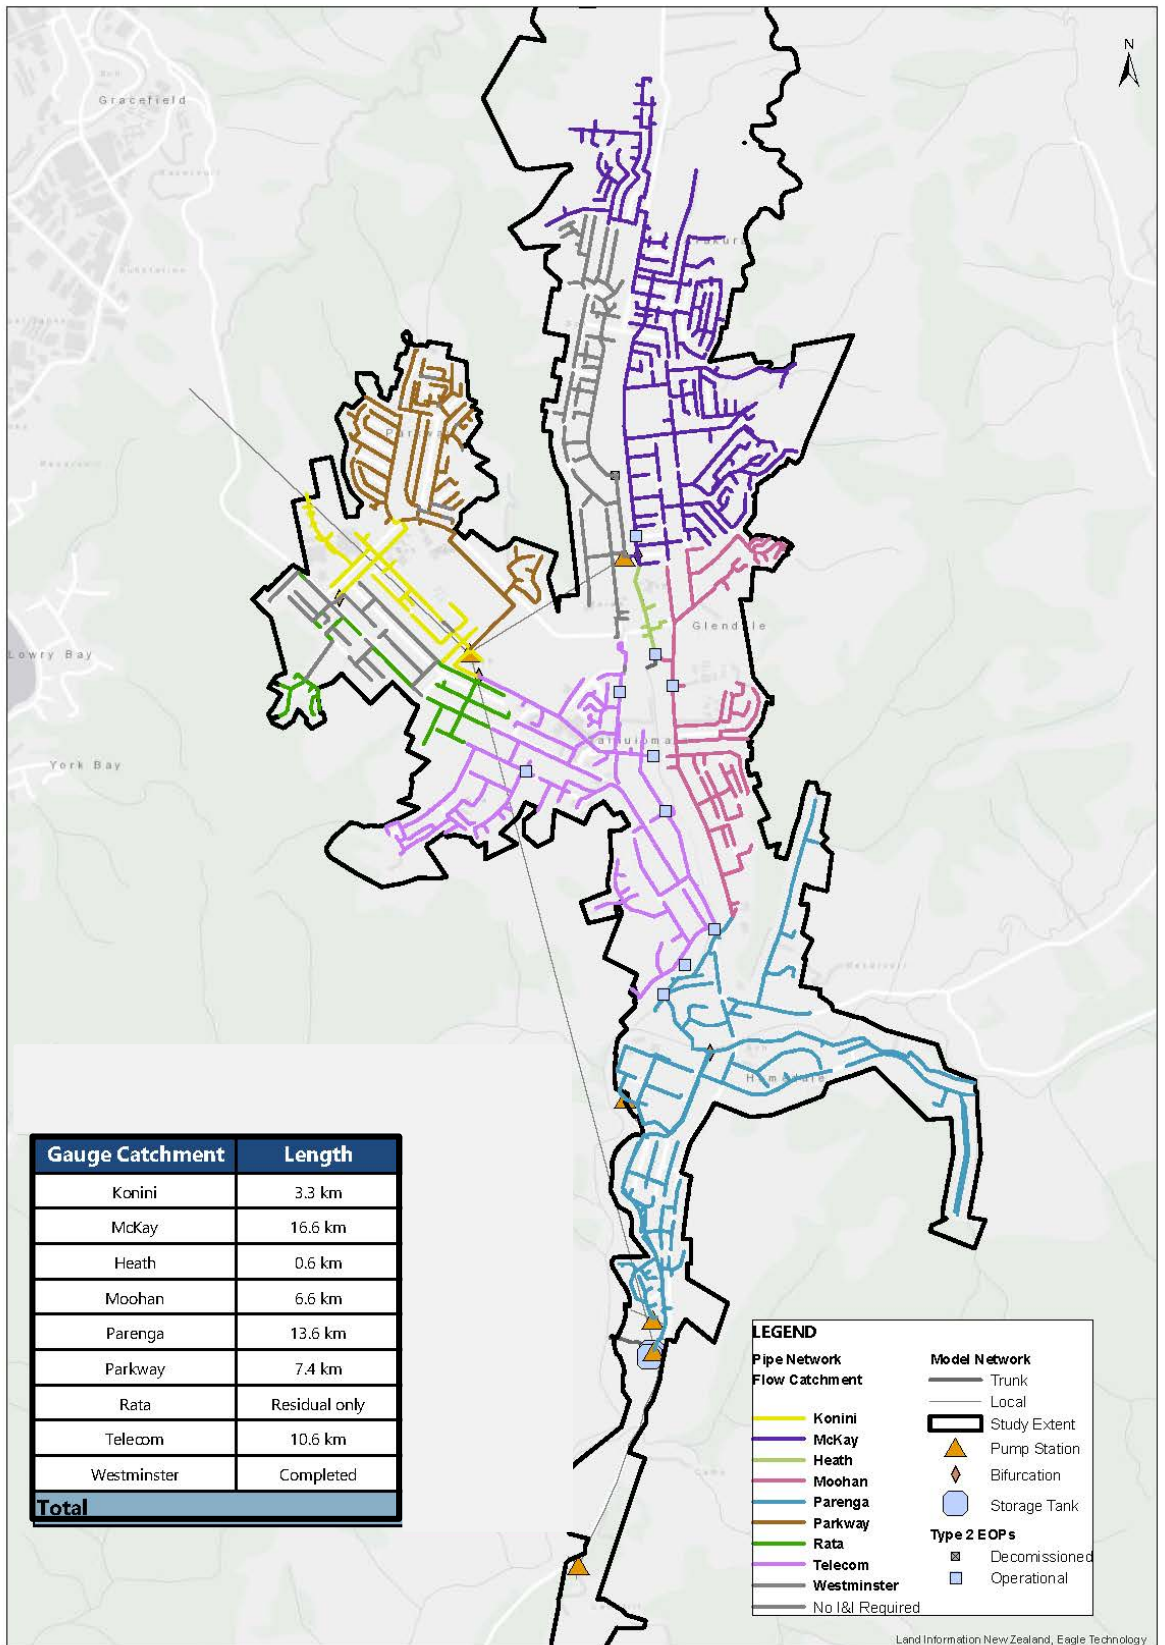 N
Gracefield
Lowry Bay
York Bay
Glendale
Gauge Catchment Length
Konini 3.3 km
McKay 16.6 km
Heath 0.6 km
Moohan 6.6 km
Parenga 13.6 km
Parkway 7.4 km
Rata Residual only
Telecom 10.6 km
Westminster Completed
Total
LEGEND
Pipe Network
Flow Catchment
Konini
McKay
Heath
Moohan
Parenga
Parkway
Rata
Telecom
Westminster
No I&I Required
Model Network
Trunk
Local
Study Extent
Pump Station
Bifurcation
Storage Tank
Type 2 EOPs
Decomissioned
Operational
Land Information New Zealand, Eagle Technology